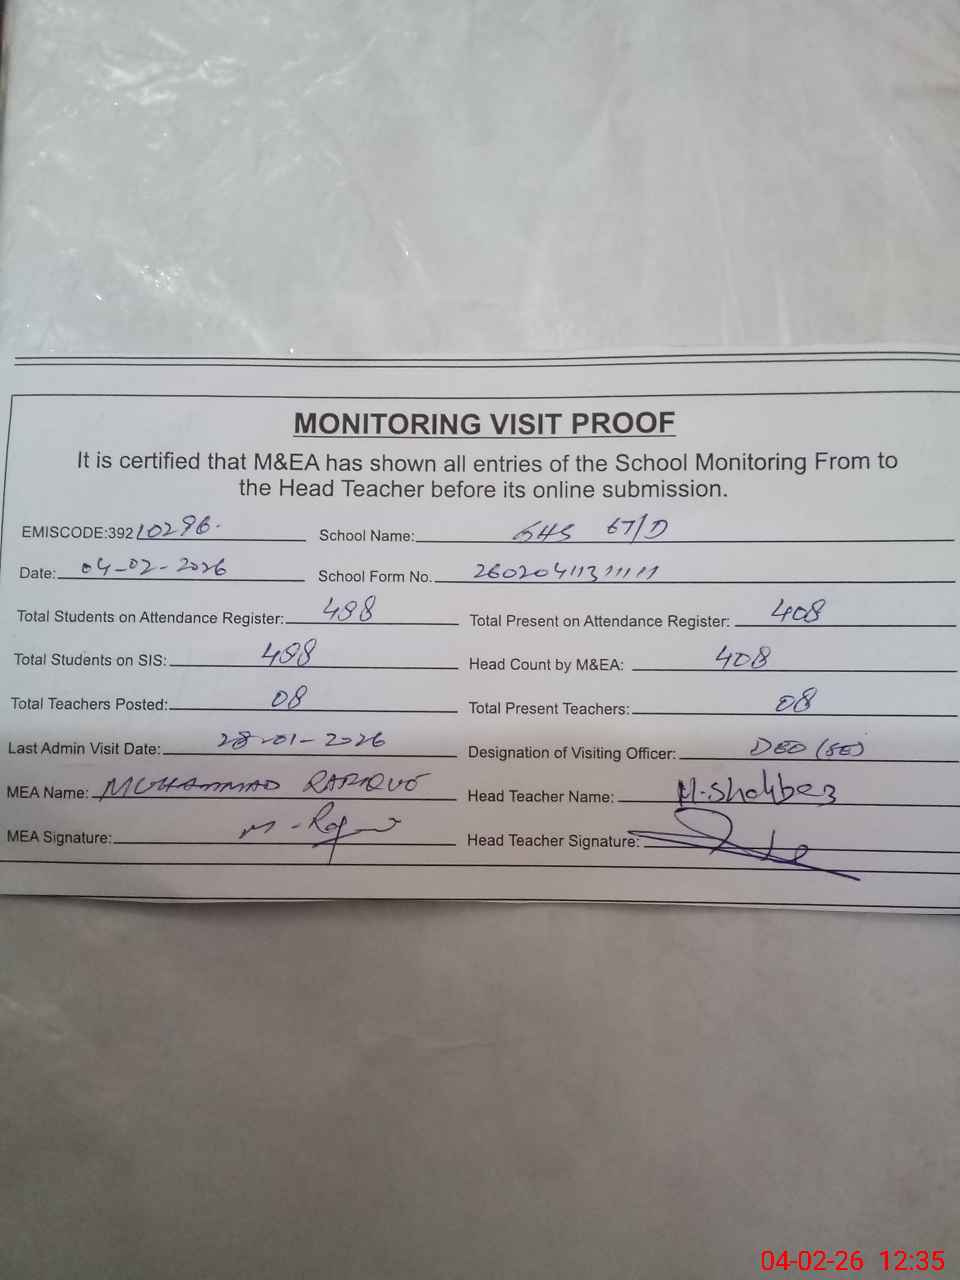 MONITORING VISIT PROOF
It is certified that M&EA has shown all entries of the School Monitoring From to
the Head Teacher before its online submission.
EMISCODE:39210296. School Name: GHS 67/D
Date: 04-02-2026 School Form No. 26020411311111
Total Students on Attendance Register: 498 Total Present on Attendance Register: 408
Total Students on SIS: 498 Head Count by M&EA: 408
Total Teachers Posted: 08 Total Present Teachers: 08
Last Admin Visit Date: 28-01-2026 Designation of Visiting Officer: DEO (SE)
MEA Name: MUHAMMAD Head Teacher Name: M.Shahbaz
MEA Signature: Head Teacher Signature:
04-02-26 12:35